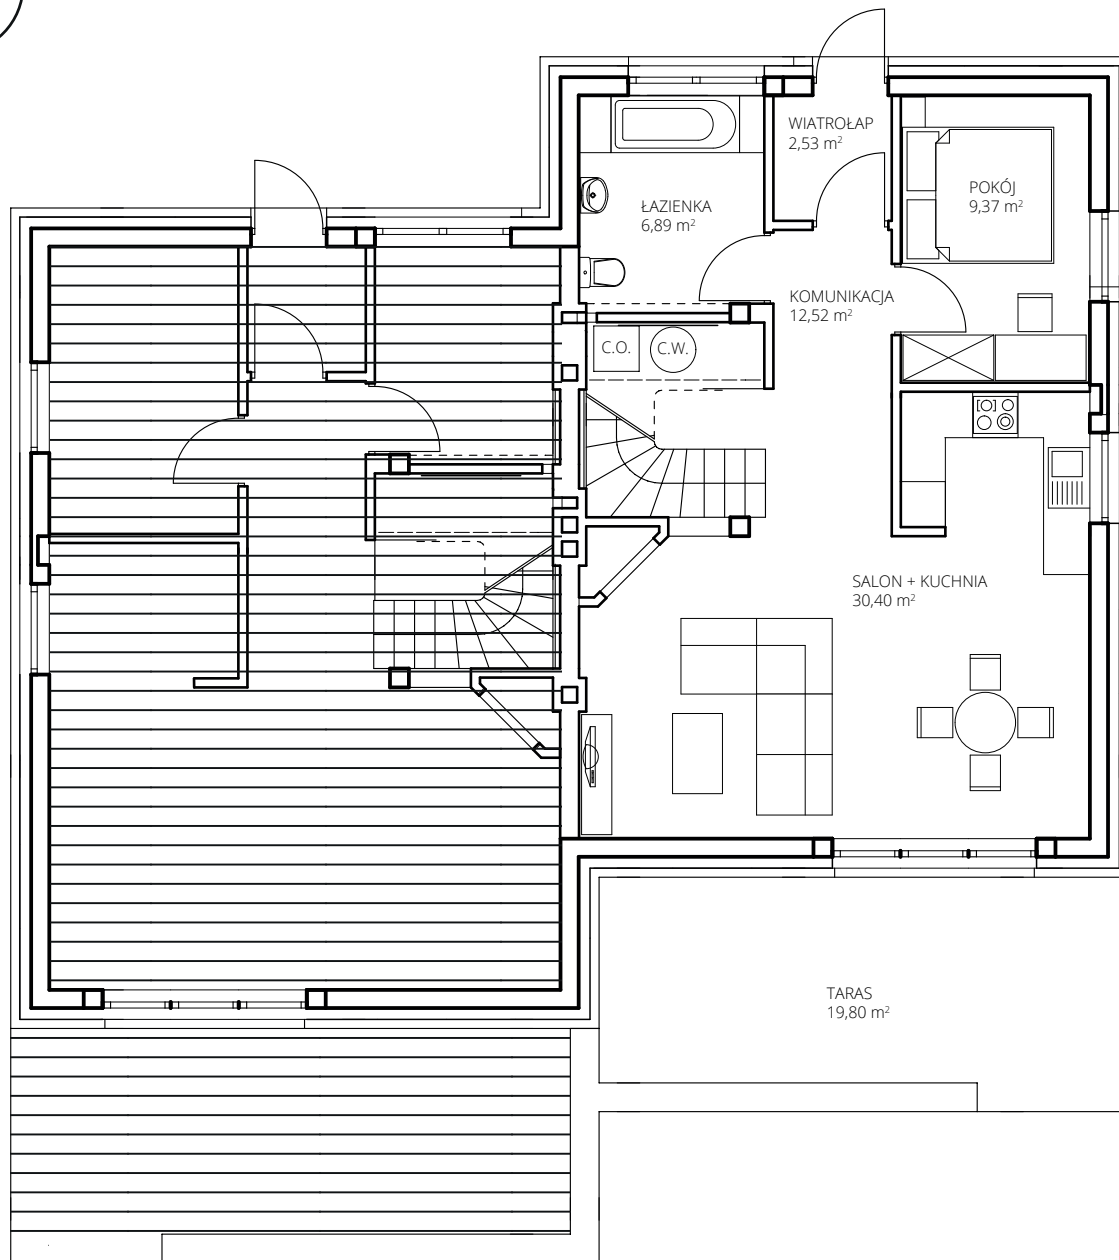 WIATROŁAP
2,53 m²
POKÓJ
9,37 m²
ŁAZIENKA
6,89 m²
KOMUNIKACJA
12,52 m²
C.O.
C.W.
SALON + KUCHNIA
30,40 m²
TARAS
19,80 m²